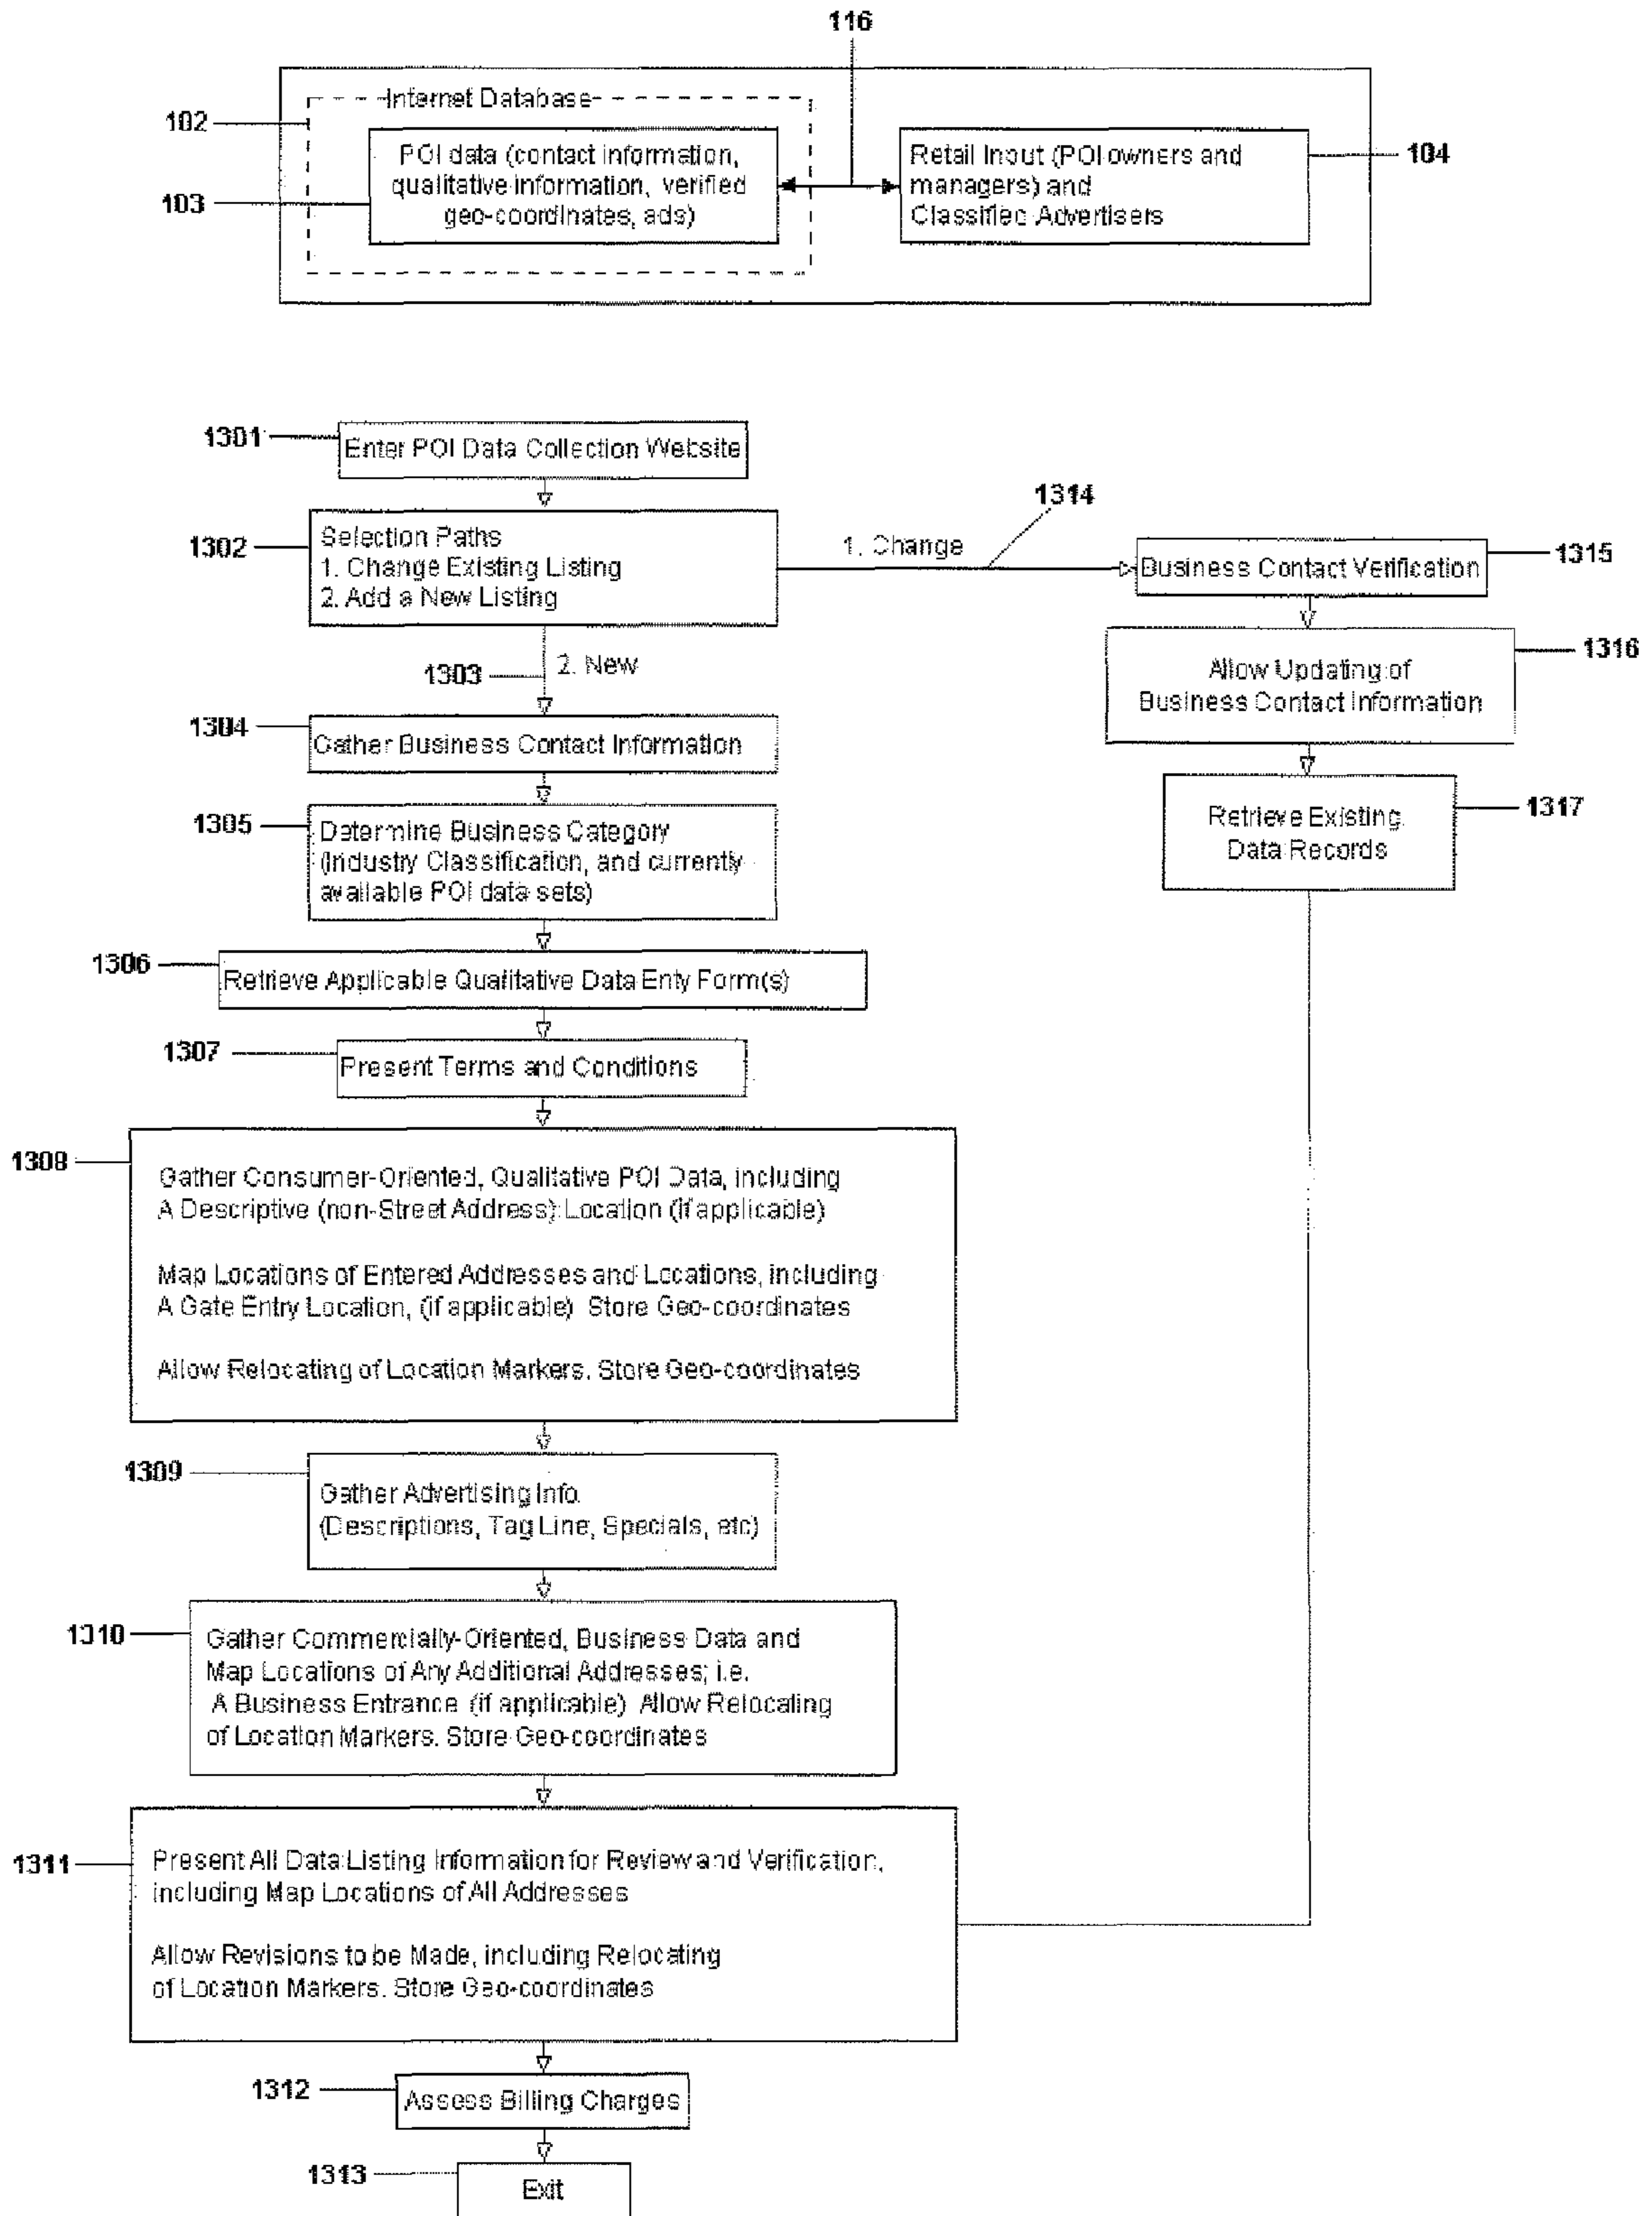 116
Internet Database
102
POI data (contact information,
qualitative information, verified
geo-coordinates, ads)
103
Retail Inout (POI owners and
managers) and
Classified Advertisers
104
1301
Enter POI Data Collection Website
1302
Selection Paths
1. Change Existing Listing
2. Add a New Listing
1. Change
1314
Business Contact Verification
1315
1303
2. New
Allow Updating of
Business Contact Information
1316
1304
Gather Business Contact Information
Retrieve Existing
Data Records
1317
1305
Determine Business Category
(Industry Classification, and currently
available POI data sets)
1306
Retrieve Applicable Qualitative Data Enty Form(s)
1307
Present Terms and Conditions
1308
Gather Consumer-Oriented, Qualitative POI Data, including
A Descriptive (non-Street Address) Location (if applicable)
Map Locations of Entered Addresses and Locations, including
A Gate Entry Location, (if applicable) Store Geo-coordinates
Allow Relocating of Location Markers. Store Geo-coordinates
1309
Gather Advertising Info.
(Descriptions, Tag Line, Specials, etc)
1310
Gather Commercially-Oriented, Business Data and
Map Locations of Any Additional Addresses; i.e.
A Business Entrance (if applicable) Allow Relocating
of Location Markers. Store Geo-coordinates
1311
Present All Data Listing Information for Review and Verification,
including Map Locations of All Addresses
Allow Revisions to be Made, including Relocating
of Location Markers. Store Geo-coordinates
1312
Assess Billing Charges
1313
Exit